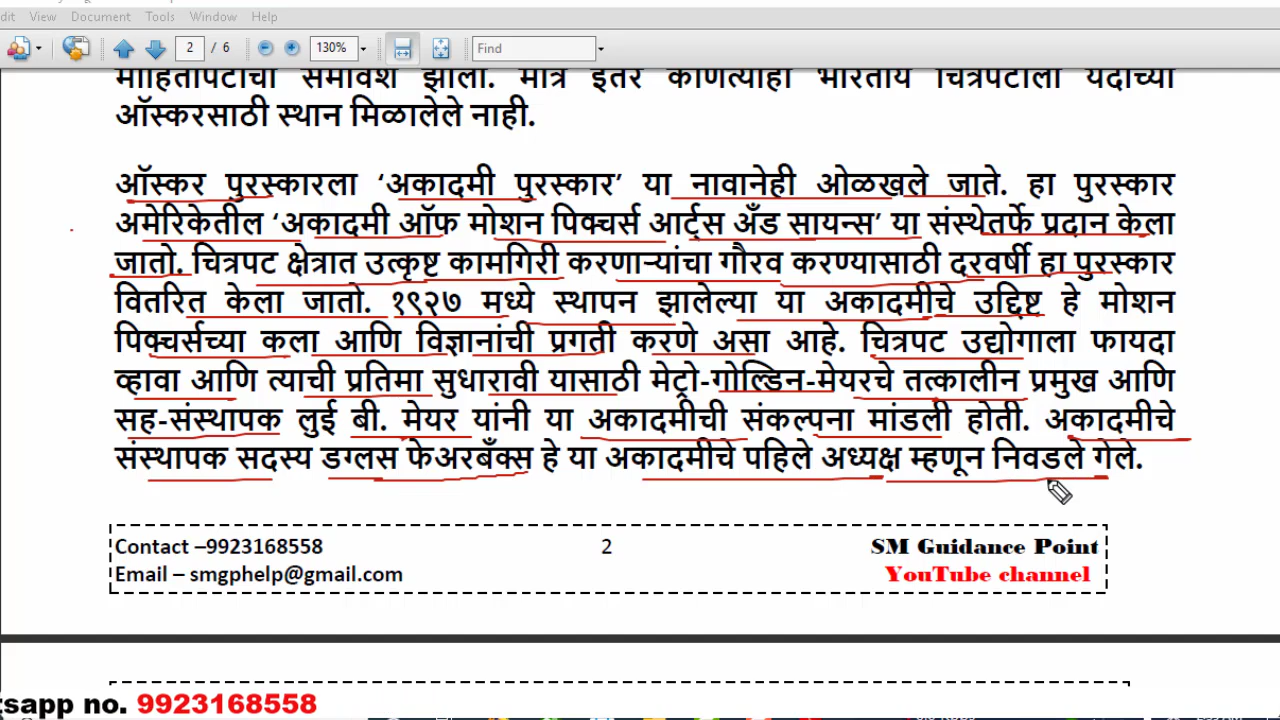 dit View Document Tools Window Help
2 / 6 130% Find
माहितीपटाचा समावेश झाला. मात्र इतर कोणत्याही भारतीय चित्रपटाला यंदाच्या
ऑस्करसाठी स्थान मिळालेले नाही.
ऑस्कर पुरस्कारला ‘अकादमी पुरस्कार’ या नावानेही ओळखले जाते. हा पुरस्कार
अमेरिकेतील ‘अकादमी ऑफ मोशन पिक्चर्स आर्ट्स अँड सायन्स’ या संस्थेतर्फे प्रदान केला
जातो. चित्रपट क्षेत्रात उत्कृष्ट कामगिरी करणाऱ्यांचा गौरव करण्यासाठी दरवर्षी हा पुरस्कार
वितरित केला जातो. १९२७ मध्ये स्थापन झालेल्या या अकादमीचे उद्दिष्ट हे मोशन
पिक्चर्सच्या कला आणि विज्ञानांची प्रगती करणे असा आहे. चित्रपट उद्योगाला फायदा
व्हावा आणि त्याची प्रतिमा सुधारावी यासाठी मेट्रो-गोल्डिन-मेयरचे तत्कालीन प्रमुख आणि
सह-संस्थापक लुई बी. मेयर यांनी या अकादमीची संकल्पना मांडली होती. अकादमीचे
संस्थापक सदस्य डग्लस फेअरबँक्स हे या अकादमीचे पहिले अध्यक्ष म्हणून निवडले गेले.
Contact –9923168558 2 SM Guidance Point
Email – smgphelp@gmail.com YouTube channel
tsapp no. 9923168558